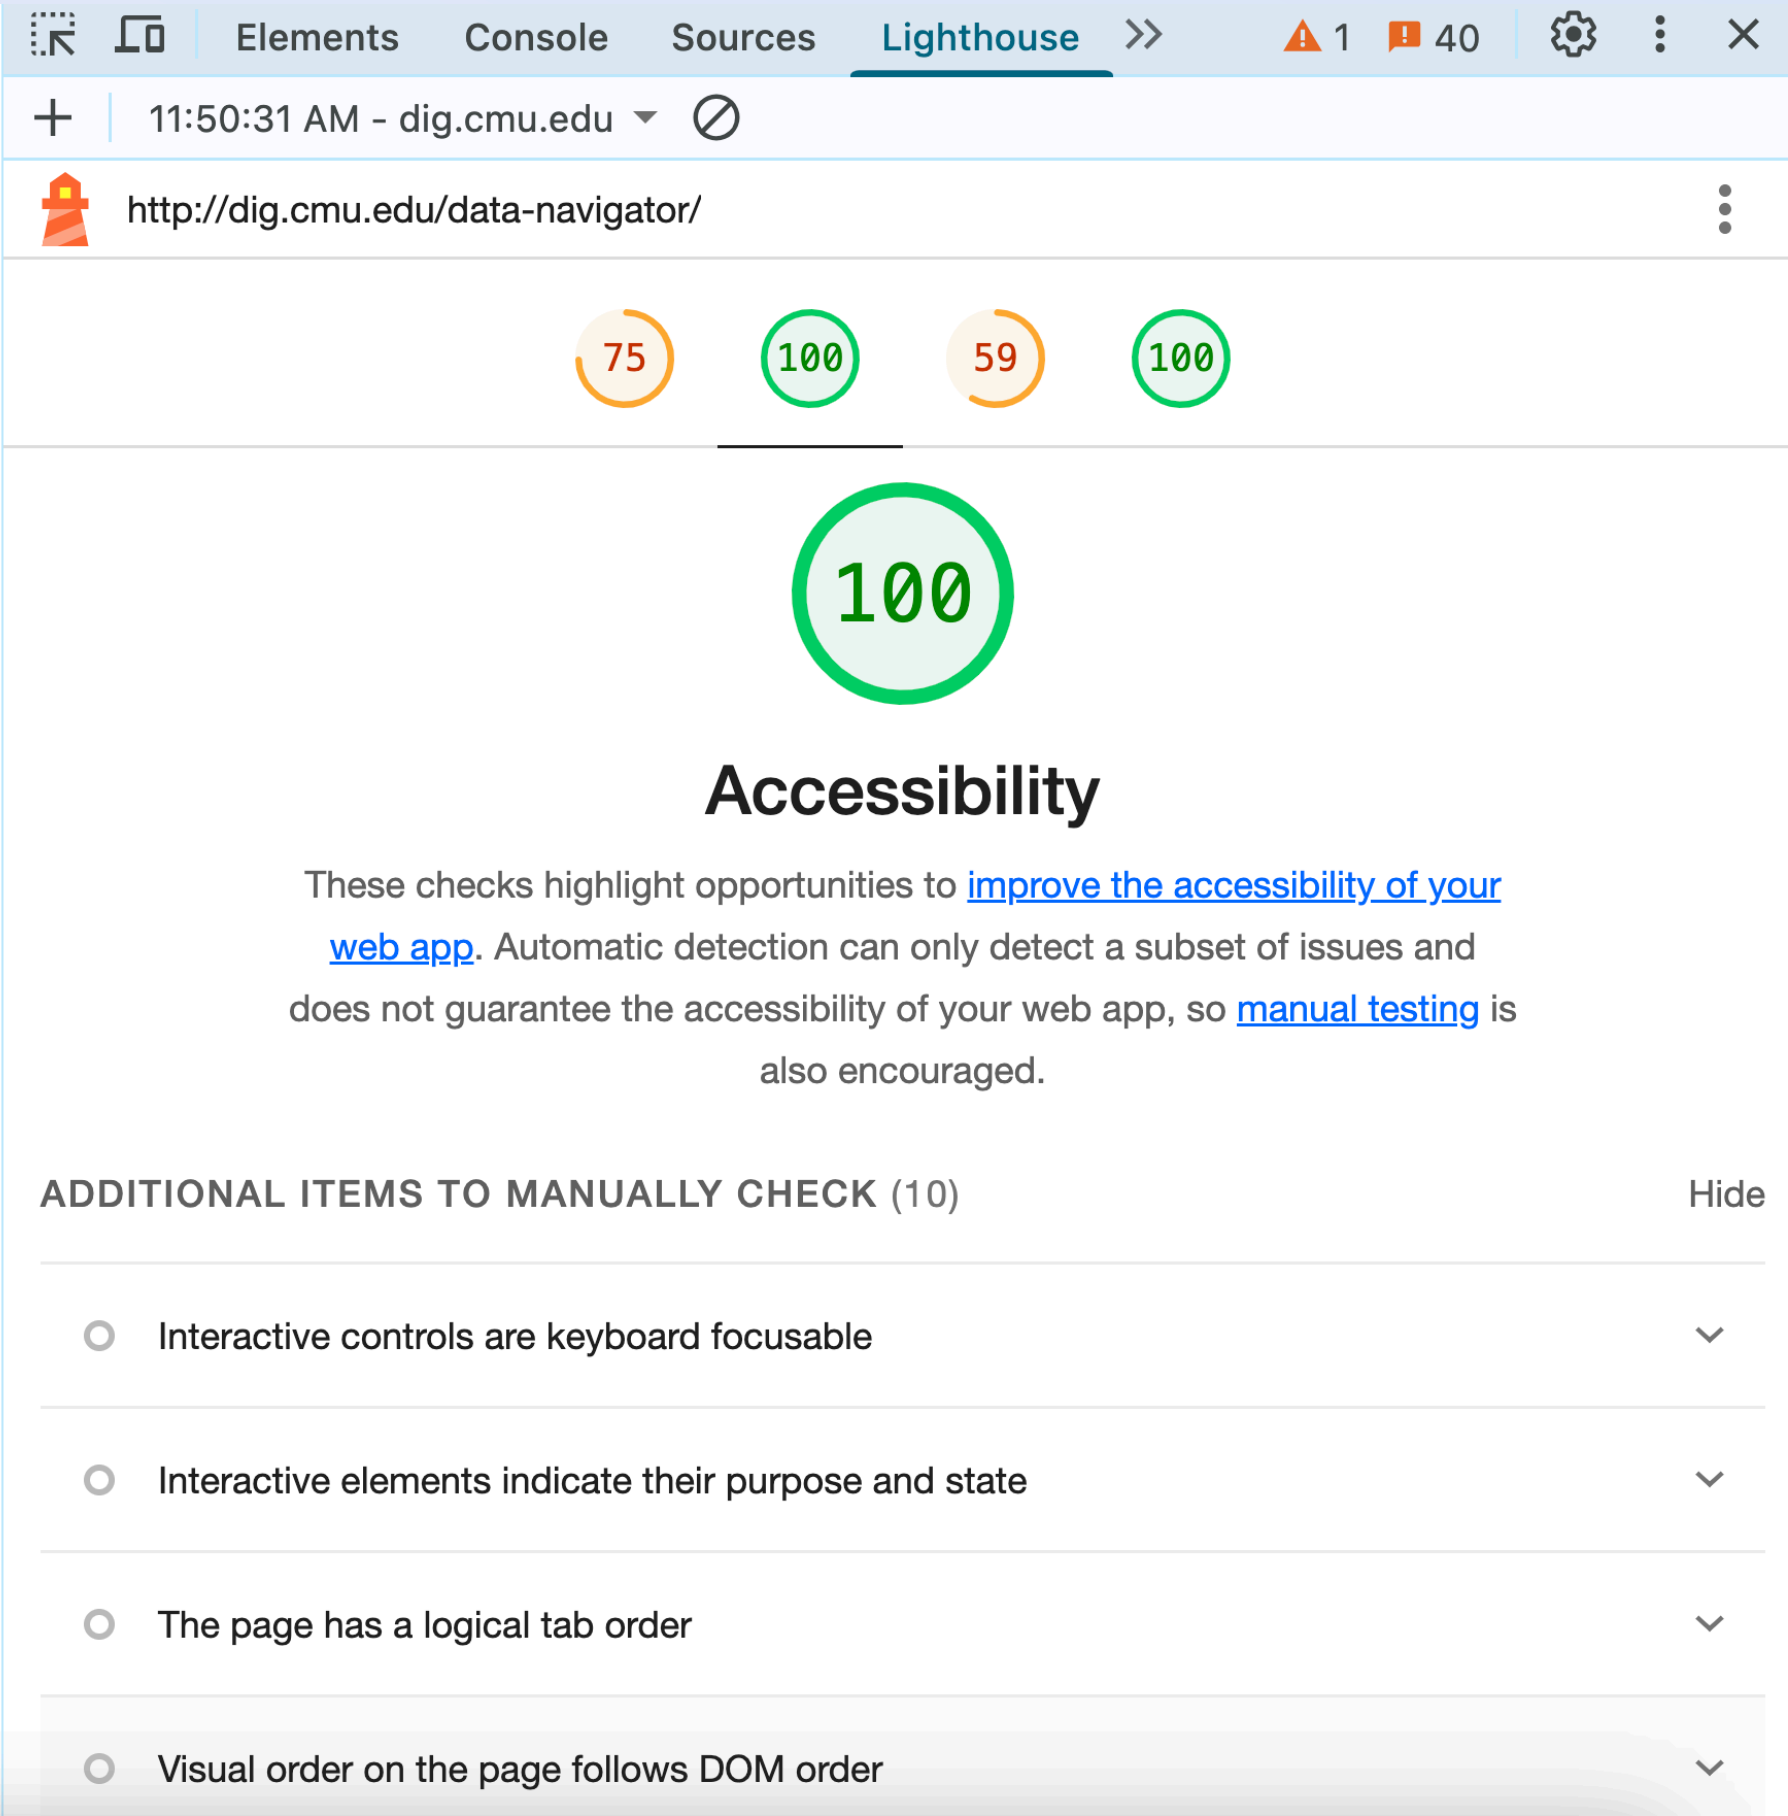 Elements Console Sources Lighthouse 1 40
11:50:31 AM - dig.cmu.edu
http://dig.cmu.edu/data-navigator/
75 100 59 100
100
Accessibility
These checks highlight opportunities to improve the accessibility of your
web app. Automatic detection can only detect a subset of issues and
does not guarantee the accessibility of your web app, so manual testing is
also encouraged.
ADDITIONAL ITEMS TO MANUALLY CHECK (10) Hide
Interactive controls are keyboard focusable
Interactive elements indicate their purpose and state
The page has a logical tab order
Visual order on the page follows DOM order